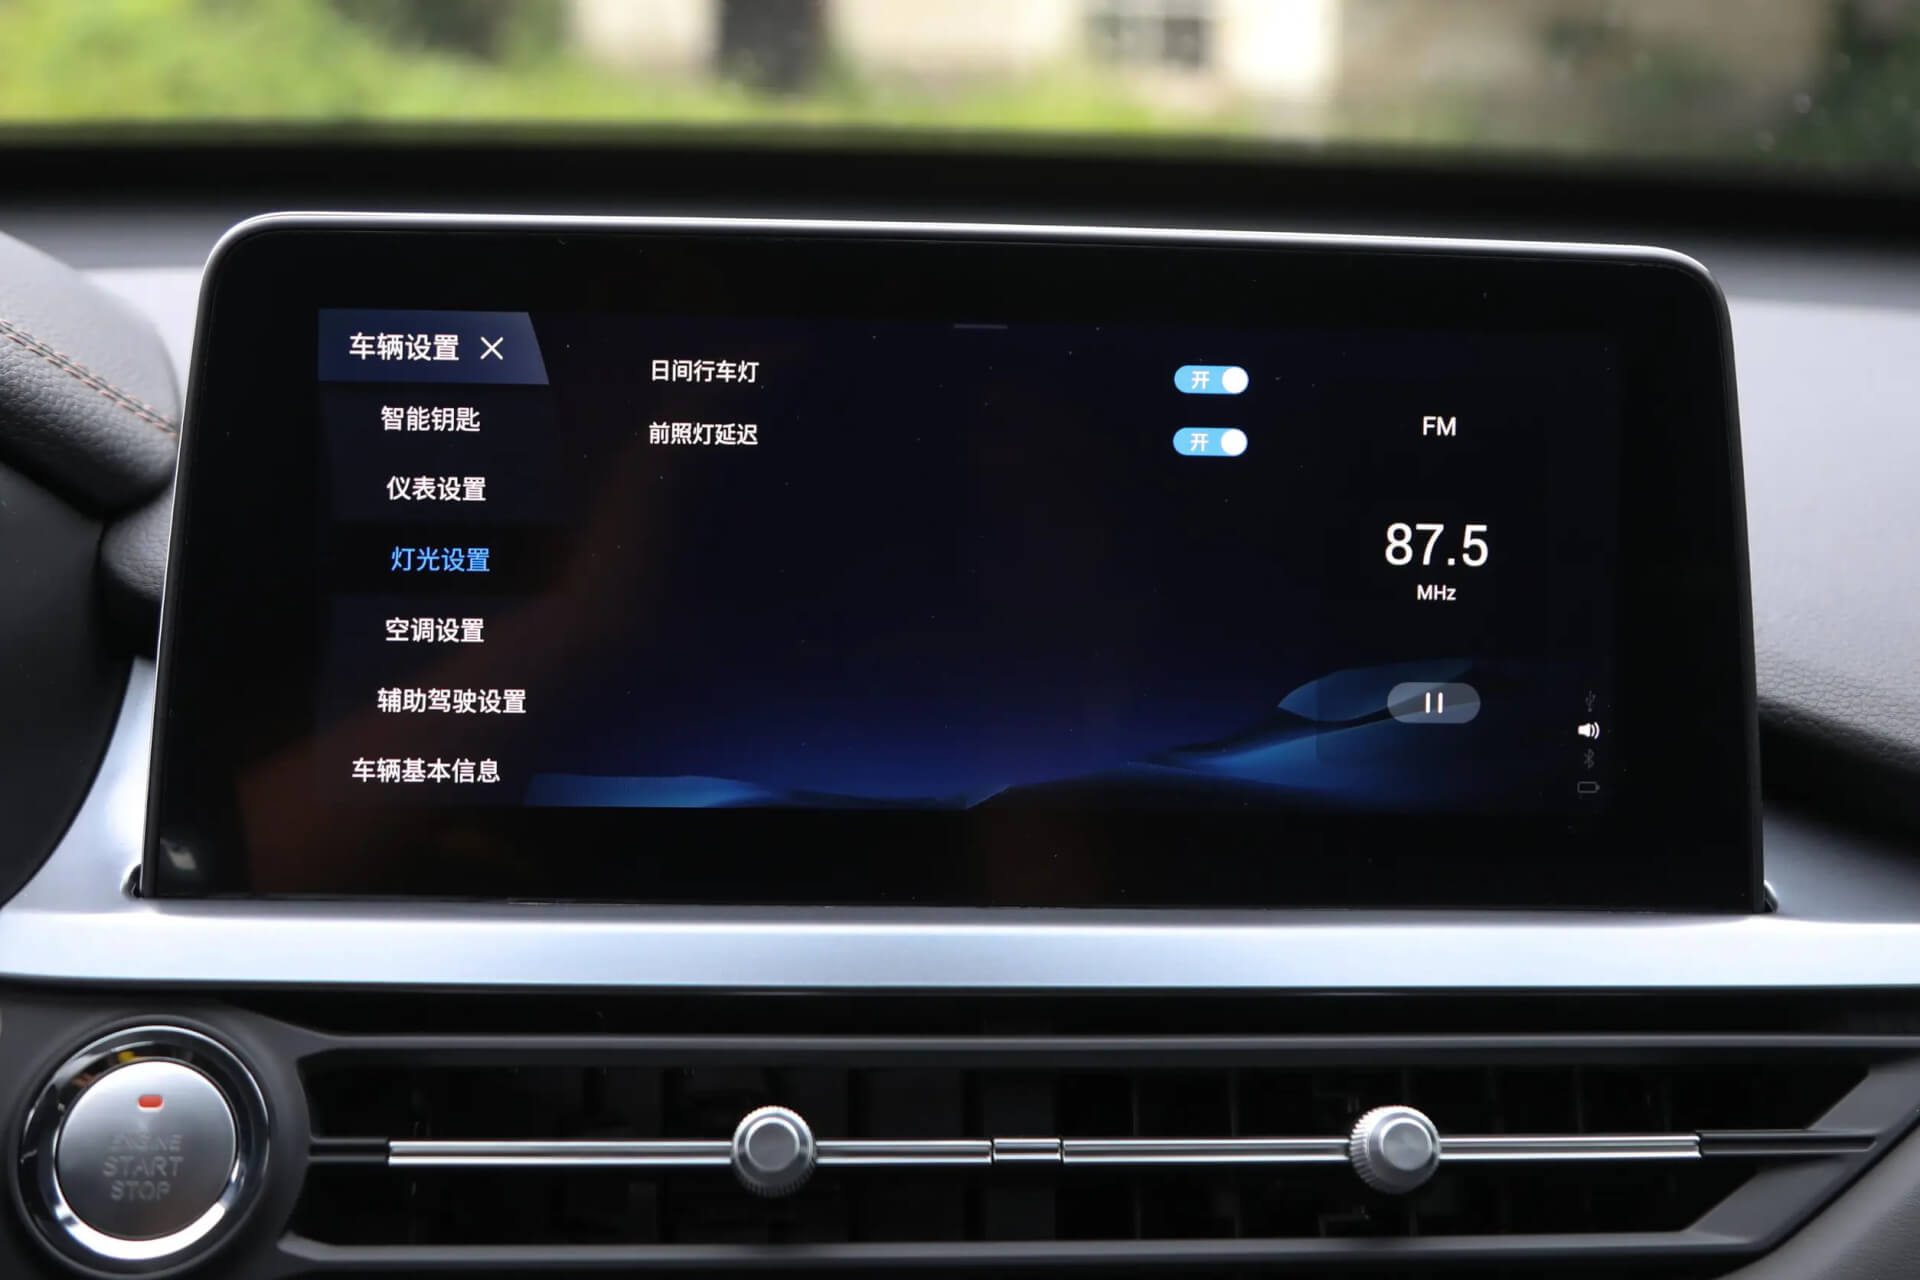 车辆设置
智能钥匙
仪表设置
灯光设置
空调设置
辅助驾驶设置
车辆基本信息
日间行车灯 开
前照灯延迟 开
FM
87.5
MHz
ENGINE
START
STOP